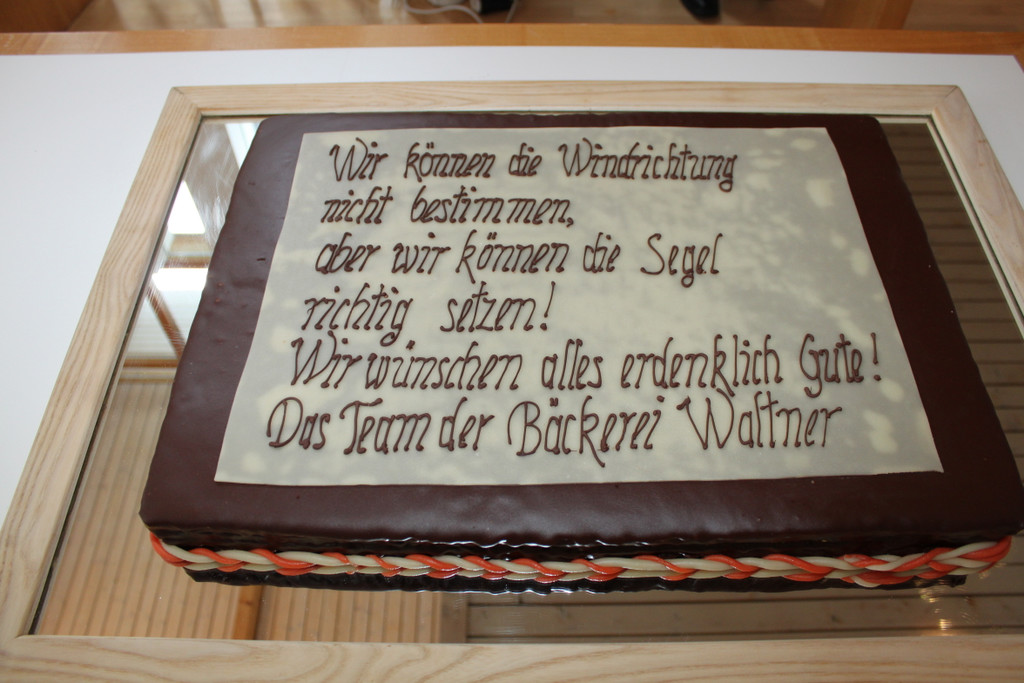 Wir können die Windrichtung
nicht bestimmen,
aber wir können die Segel
richtig setzen!
Wir wünschen alles erdenklich Gute!
Das Team der Bäckerei Waltner